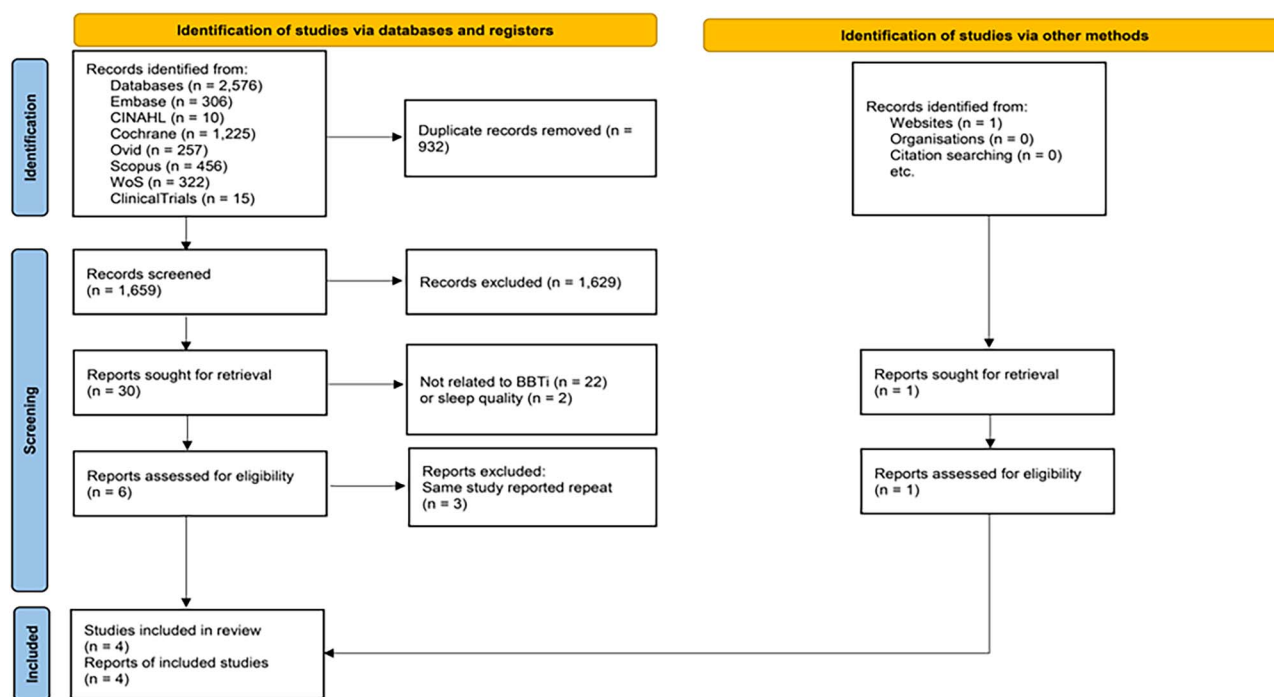 Identification of studies via databases and registers
Identification of studies via other methods
Identification
Records identified from:
Databases (n = 2,576)
Embase (n = 306)
CINAHL (n = 10)
Cochrane (n = 1,225)
Ovid (n = 257)
Scopus (n = 456)
WoS (n = 322)
ClinicalTrials (n = 15)
Duplicate records removed (n =
932)
Records identified from:
Websites (n = 1)
Organisations (n = 0)
Citation searching (n = 0)
etc.
Screening
Records screened
(n = 1,659)
Records excluded (n = 1,629)
Reports sought for retrieval
(n = 30)
Not related to BBTi (n = 22)
or sleep quality (n = 2)
Reports sought for retrieval
(n = 1)
Reports assessed for eligibility
(n = 6)
Reports excluded:
Same study reported repeat
(n = 3)
Reports assessed for eligibility
(n = 1)
Included
Studies included in review
(n = 4)
Reports of included studies
(n = 4)